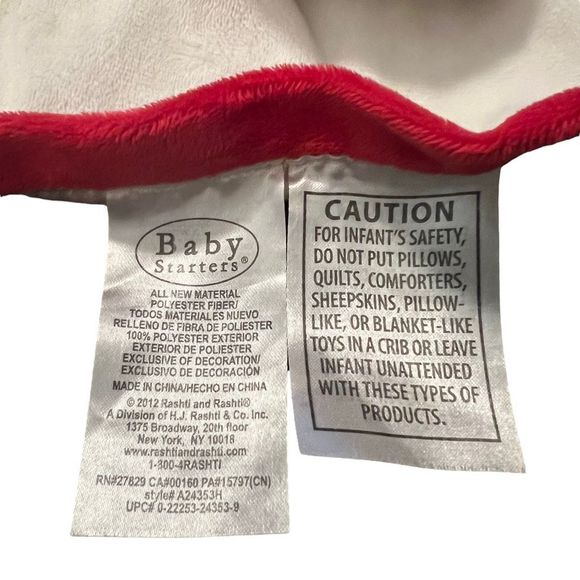 Baby
Starters®
ALL NEW MATERIAL
POLYESTER FIBER/
TODOS MATERIALES NUEVO
RELLENO DE FIBRA DE POLIESTER
100% POLYESTER EXTERIOR
EXTERIOR DE POLIESTER
EXCLUSIVE OF DECORATION/
EXCLUSIVO DE DECORACIÓN
MADE IN CHINA/HECHO EN CHINA
© 2012 Rashti and Rashti®
A Division of H.J. Rashti & Co. Inc.
1375 Broadway, 20th floor
New York, NY 10018
www.rashtiandrashti.com
1-800-4RASHTI
RN#27829 CA#00160 PA#15797(CN)
style# A24353H
UPC# 0-22253-24353-9
CAUTION
FOR INFANT'S SAFETY,
DO NOT PUT PILLOWS,
QUILTS, COMFORTERS,
SHEEPSKINS, PILLOW-
LIKE, OR BLANKET-LIKE
TOYS IN A CRIB OR LEAVE
INFANT UNATTENDED
WITH THESE TYPES OF
PRODUCTS.